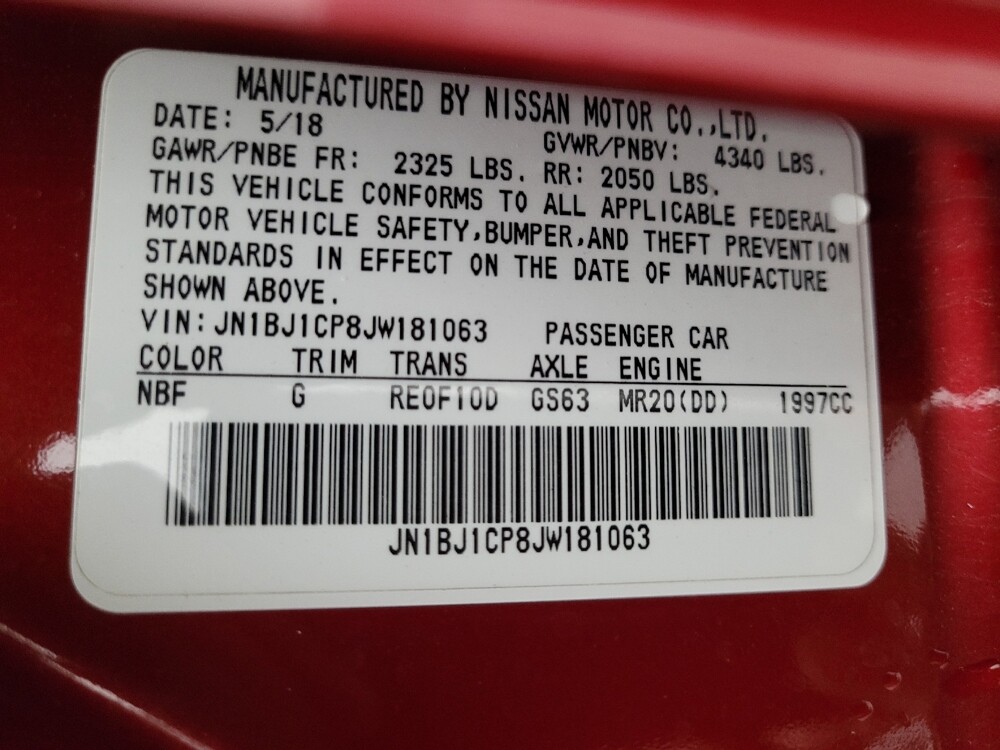 MANUFACTURED BY NISSAN MOTOR CO.,LTD.
DATE: 5/18 GVWR/PNBV: 4340 LBS.
GAWR/PNBE FR: 2325 LBS. RR: 2050 LBS.
THIS VEHICLE CONFORMS TO ALL APPLICABLE FEDERAL
MOTOR VEHICLE SAFETY,BUMPER,AND THEFT PREVENTION
STANDARDS IN EFFECT ON THE DATE OF MANUFACTURE
SHOWN ABOVE.
VIN:JN1BJ1CP8JW181063 PASSENGER CAR
COLOR TRIM TRANS AXLE ENGINE
NBF G RE0F10D GS63 MR20(DD) 1997CC
JN1BJ1CP8JW181063